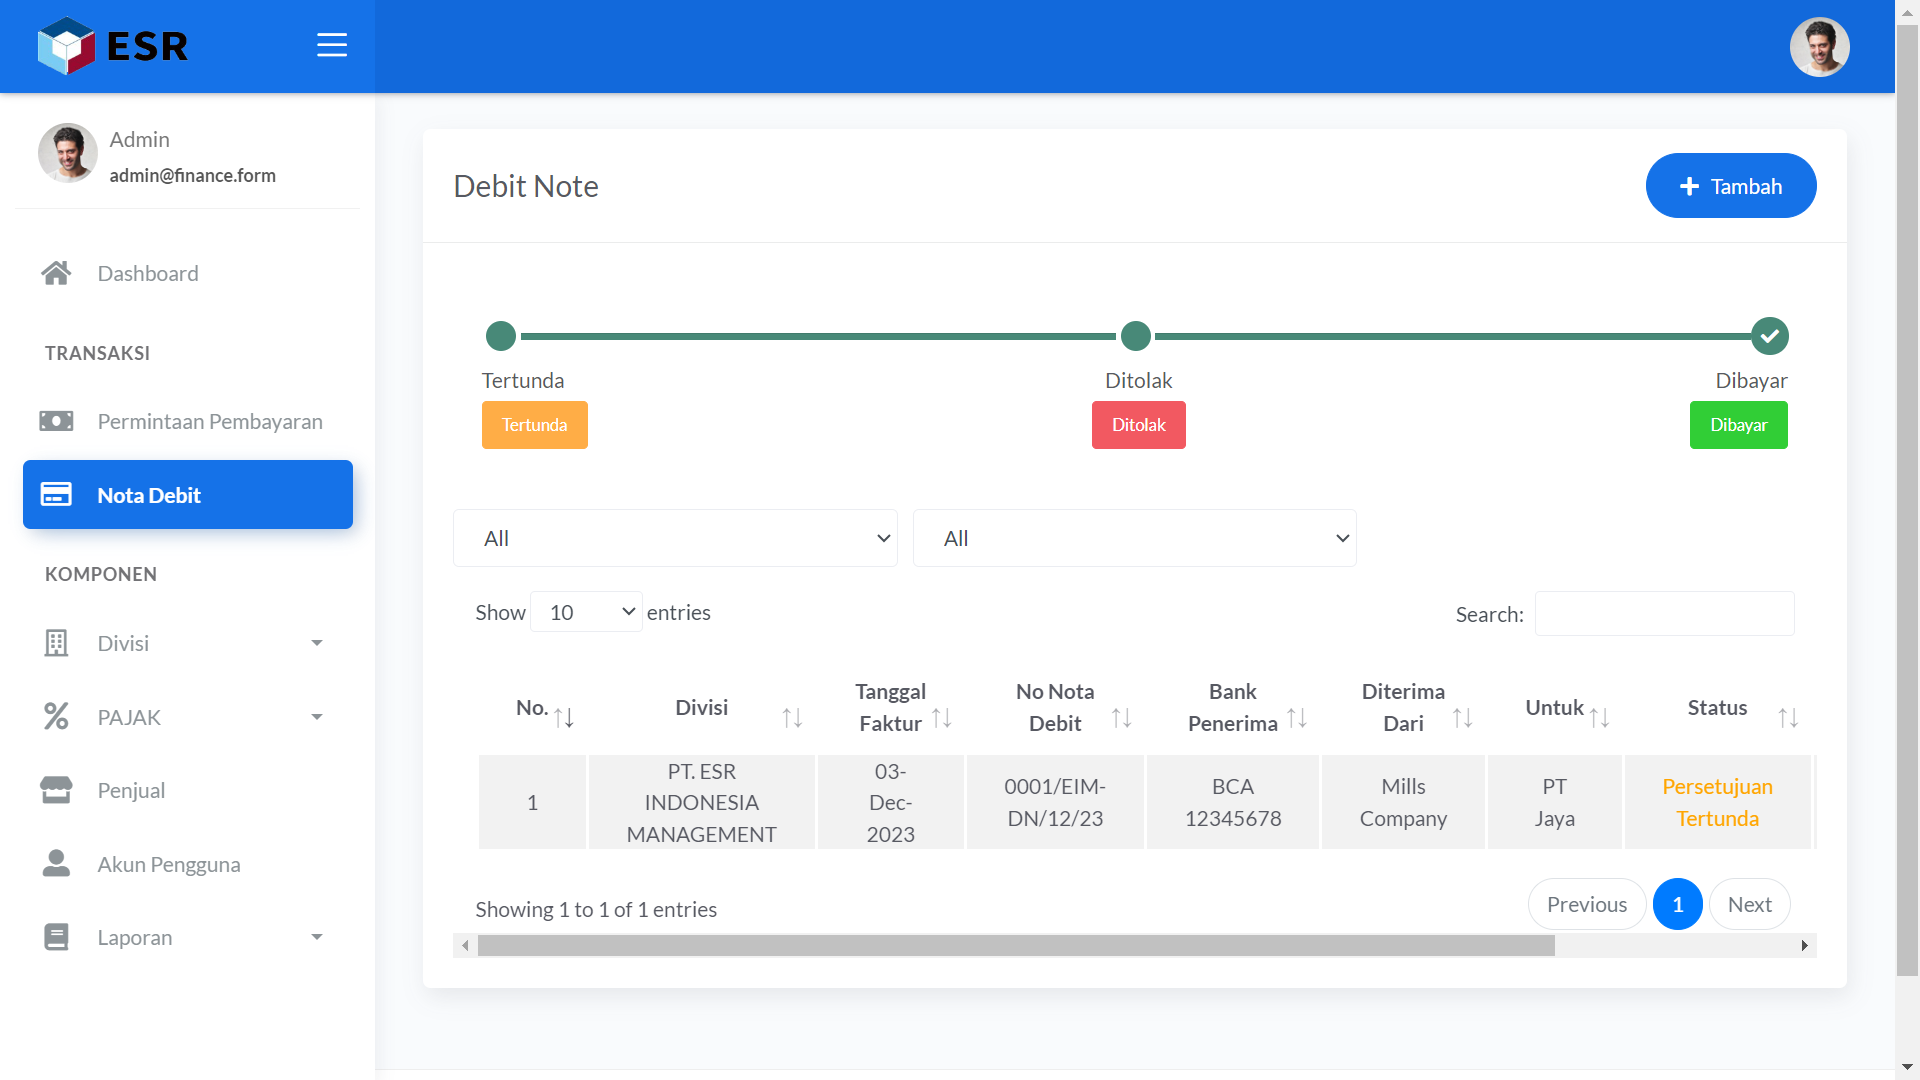 ESR
Admin
admin@finance.form
Dashboard
TRANSAKSI
Permintaan Pembayaran
Nota Debit
KOMPONEN
Divisi
PAJAK
Penjual
Akun Pengguna
Laporan
Debit Note
Tambah
Tertunda
Ditolak
Dibayar
Tertunda
Ditolak
Dibayar
All
All
Show 10 entries
Search:
No.
Divisi
Tanggal
Faktur
No Nota
Debit
Bank
Penerima
Diterima
Dari
Untuk
Status
1
PT. ESR
INDONESIA
MANAGEMENT
03-
Dec-
2023
0001/EIM-
DN/12/23
BCA
12345678
Mills
Company
PT
Jaya
Persetujuan
Tertunda
Showing 1 to 1 of 1 entries
Previous
1
Next